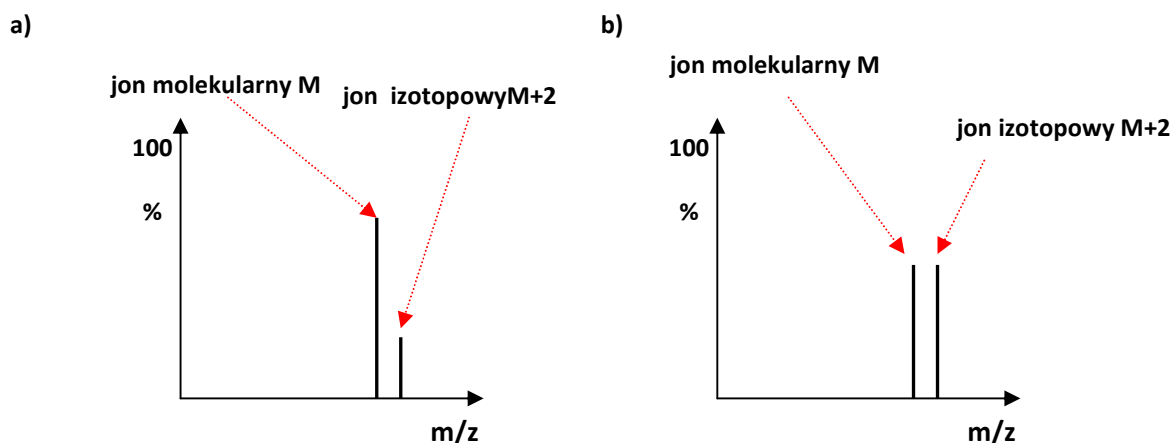 a)
jon molekularny M
jon izotopowyM+2
100
%
m/z
b)
jon molekularny M
jon izotopowy M+2
100
%
m/z